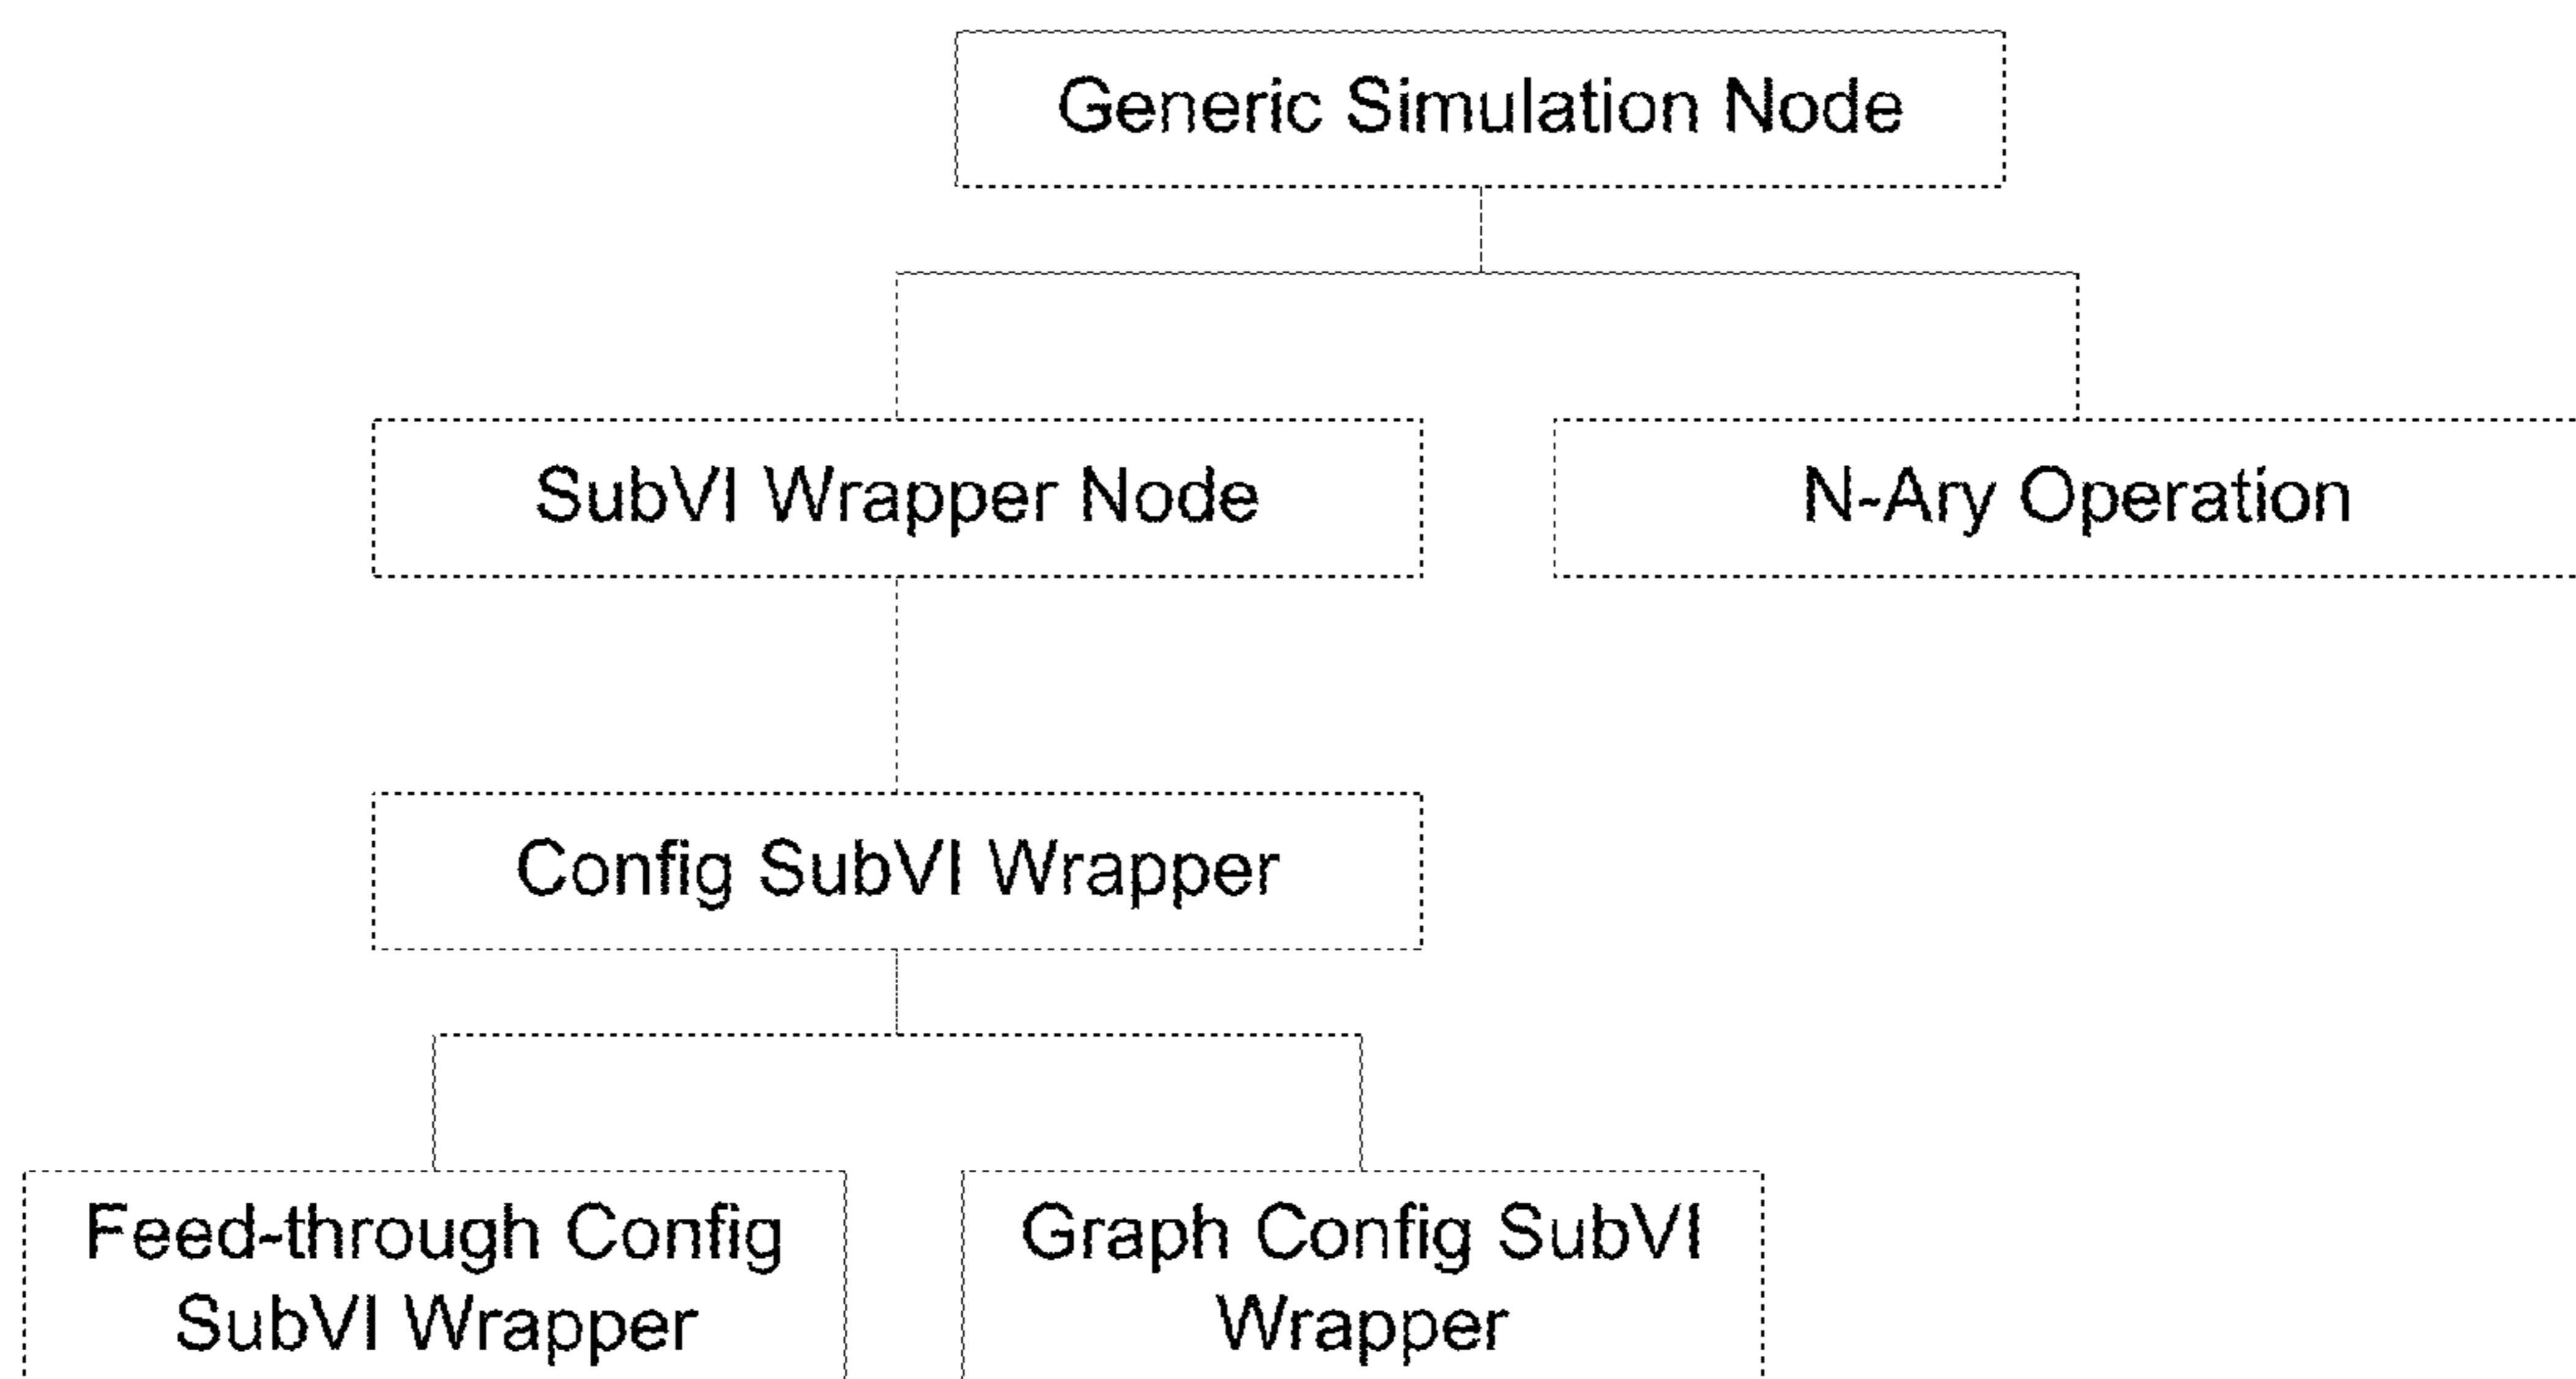 Generic Simulation Node
SubVI Wrapper Node
N-Ary Operation
Config SubVI Wrapper
Feed-through Config
SubVI Wrapper
Graph Config SubVI
Wrapper